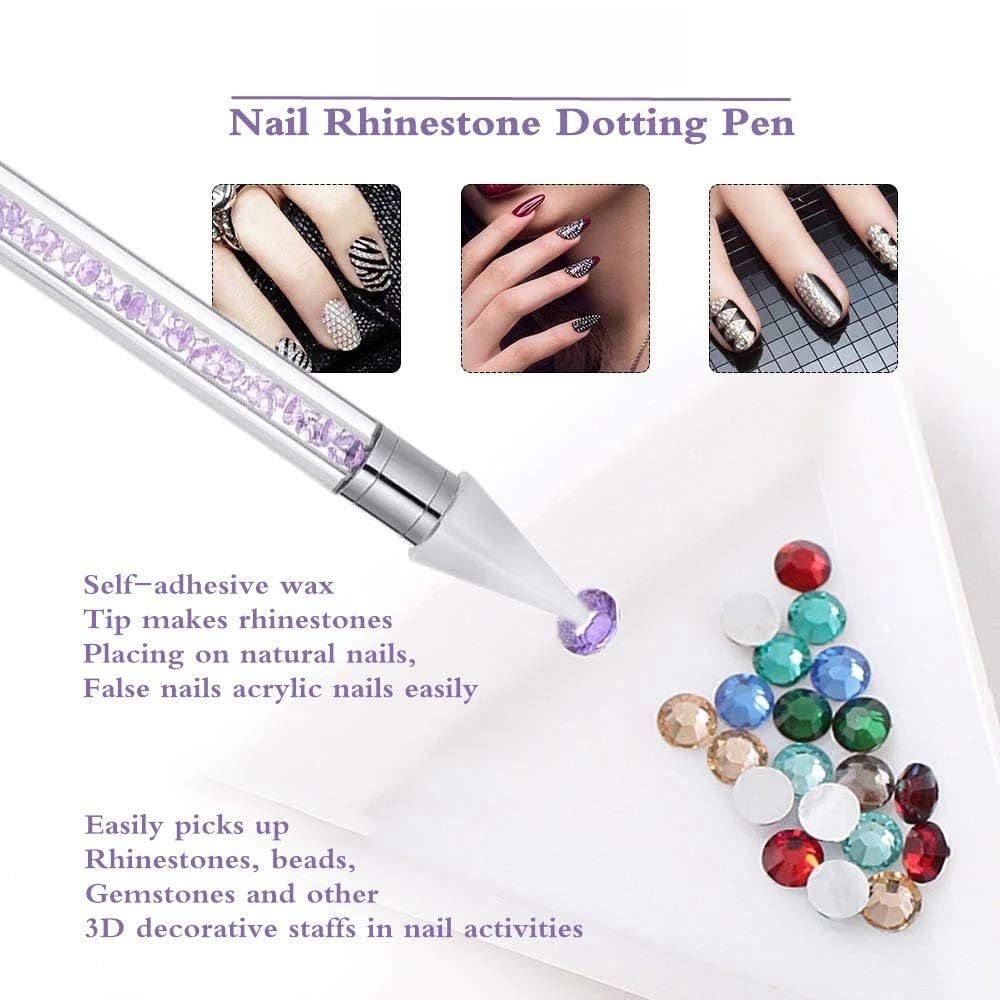 Nail Rhinestone Dotting Pen
Self-adhesive wax
Tip makes rhinestones
Placing on natural nails,
False nails acrylic nails easily
Easily picks up
Rhinestones, beads,
Gemstones and other
3D decorative staffs in nail activities